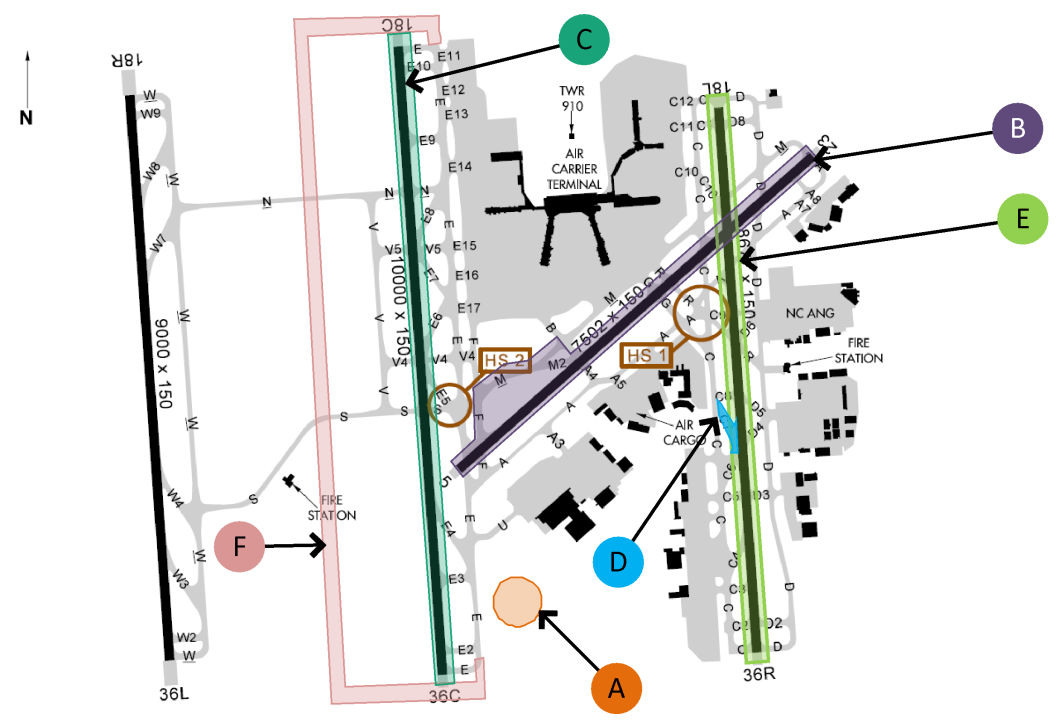 18C
18R
C
E
E11
E10
W
W9
E12
E
E13
TWR
910
18L
C12
C
D
C11
C
D8
D
N
E9
AIR
CARRIER
TERMINAL
M
B
W8
W
E14
C
C10
D
A8
A7
A
N
N
N
E8
E
V
C
D
E
W7
V5
V5
E15
10000 x 150
E7
E16
R
C
D
M
G
R
G
A
NC ANG
9000 x 150
W
V
E6
E17
B
7502 x 150
HS 1
A
C
FIRE
STATION
E
F
V4
V4
E
HS 2
M2
M
A4
A5
V
E5
S
S
S
F
A
C8
D5
D4
AIR
CARGO
W
A3
C
F
A
5
D
W4
S
FIRE
STATION
E
U
E4
C5
D3
C
F
W
D
W3
E3
C3
D
A
E
C
C2
D2
W2
W
E2
E
C
D
36L
36C
36R
A